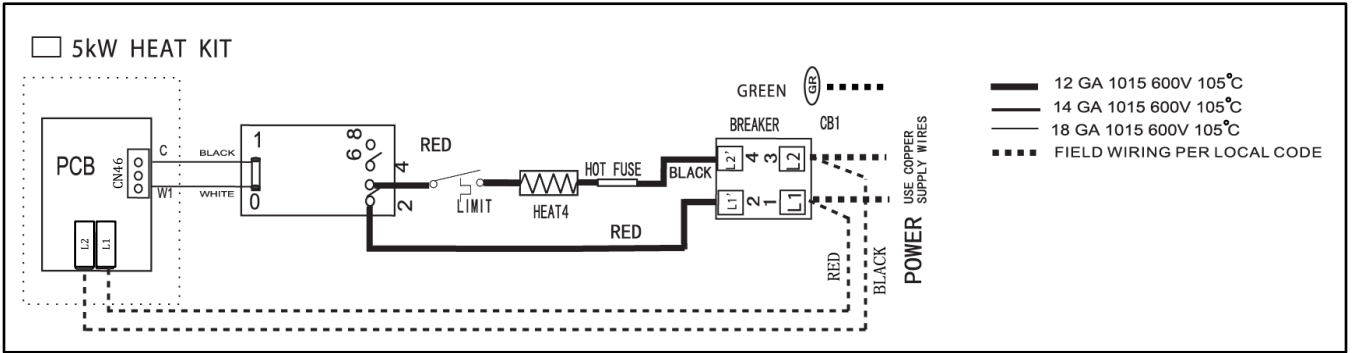 5kW HEAT KIT
GREEN
GR
BREAKER
CB1
12 GA 1015 600V 105°C
14 GA 1015 600V 105°C
18 GA 1015 600V 105°C
FIELD WIRING PER LOCAL CODE
PCB
CN46
C
W1
BLACK
WHITE
1
0
8
6
4
2
RED
LIMIT
HEAT4
HOT FUSE
BLACK
RED
L2'
4
3
L2
L1'
2
1
L1
POWER
USE COPPER
SUPPLY WIRES
L2
L1
RED
BLACK